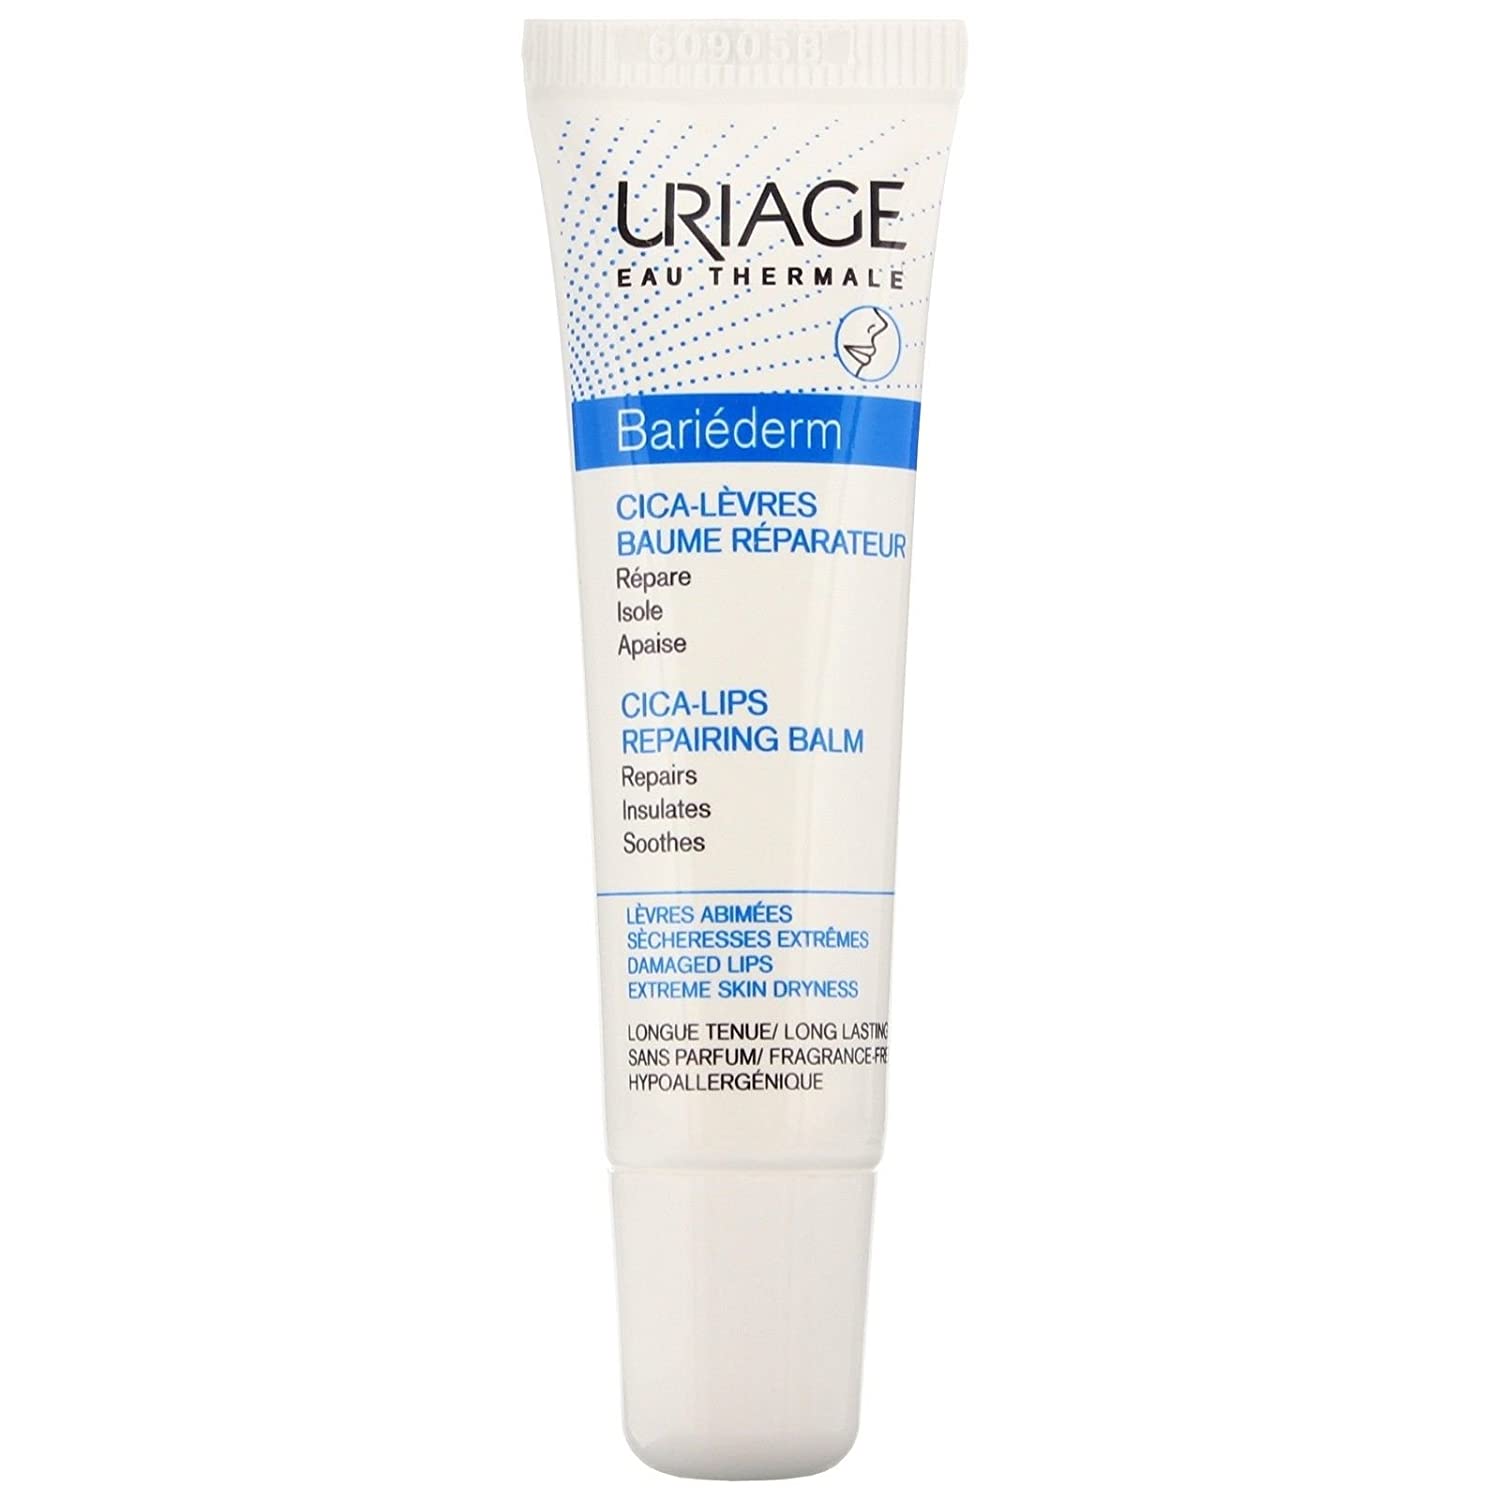 609058
URIAGE
EAU THERMALE
Bariéderm
CICA-LÈVRES
BAUME RÉPARATEUR
Répare
Isole
Apaise
CICA-LIPS
REPAIRING BALM
Repairs
Insulates
Soothes
LÈVRES ABIMÉES
SÈCHERESSES EXTRÊMES
DAMAGED LIPS
EXTREME SKIN DRYNESS
LONGUE TENUE/ LONG LASTING
SANS PARFUM/ FRAGRANCE-FRE
HYPOALLERGÉNIQUE